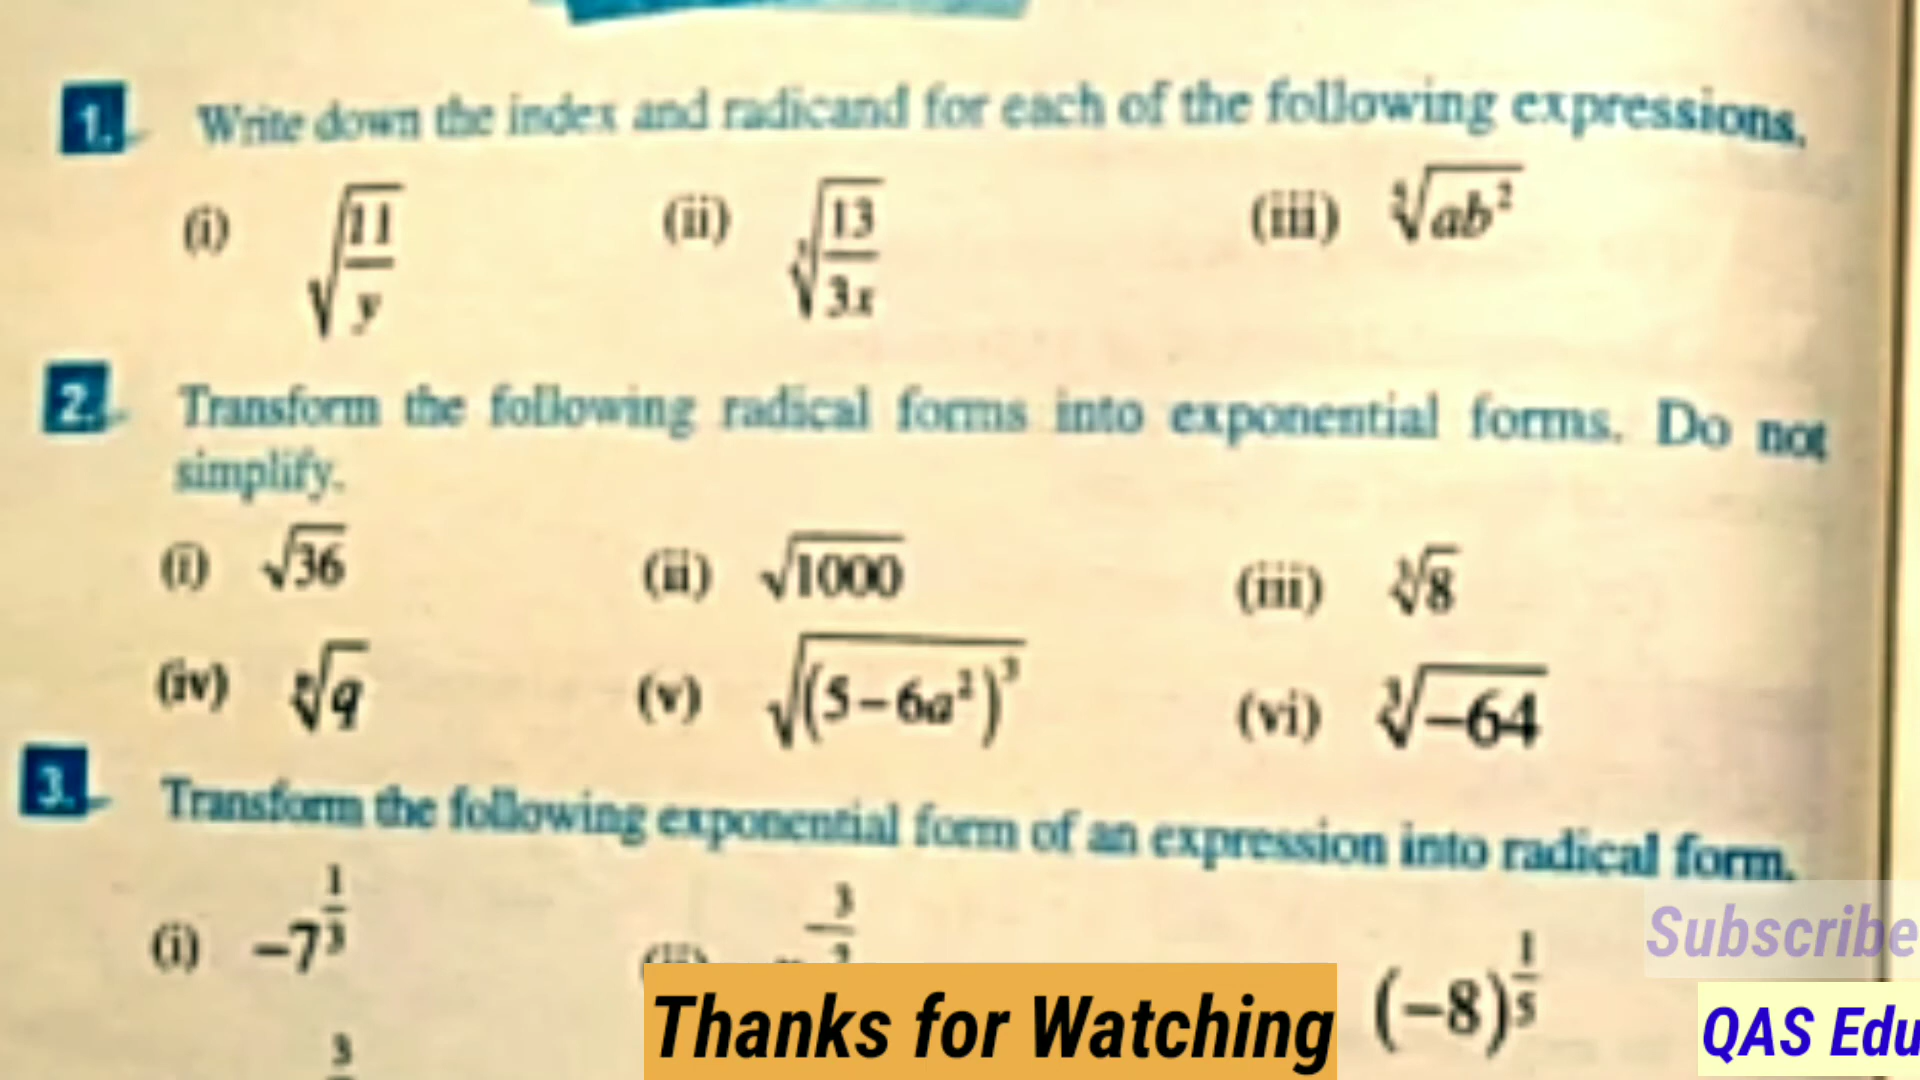 1. Write down the index and radicand for each of the following expressions.
(i) √(11/y) (ii) √(13/3x) (iii) √(ab²)
2. Transform the following radical forms into exponential forms. Do not
simplify.
(i) √36 (ii) √1000 (iii) ∛8
(iv) ⁿ√q (v) √((5−6a²)³) (vi) ∛−64
3. Transform the following exponential form of an expression into radical form.
(i) −7^(1/3) (−8)^(1/5)
Subscribe
Thanks for Watching
QAS Edu